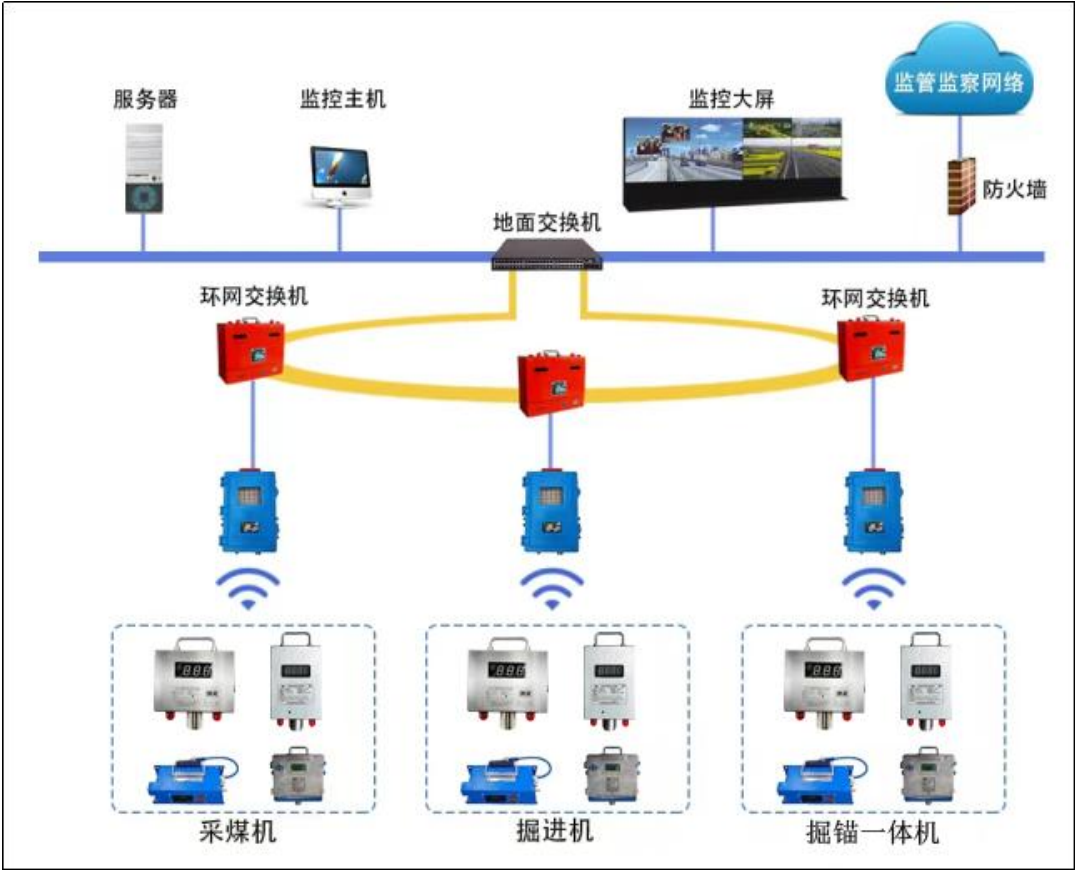 监管监察网络
服务器
监控主机
监控大屏
防火墙
地面交换机
环网交换机
环网交换机
采煤机
掘进机
掘锚一体机